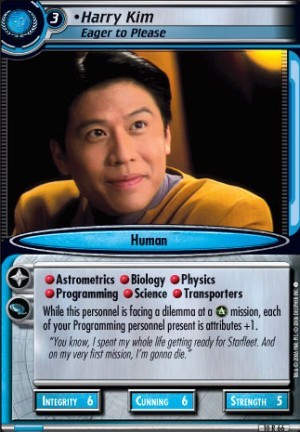 3
•Harry Kim
Eager to Please
Human
Astrometrics Biology Physics
Programming Science Transporters
While this personnel is facing a dilemma at a mission, each
of your Programming personnel present is attributes +1.
"You know, I spent my whole life getting ready for Starfleet. And
on my very first mission, I'm gonna die."
INTEGRITY 6 CUNNING 6 STRENGTH 5
10 R 65